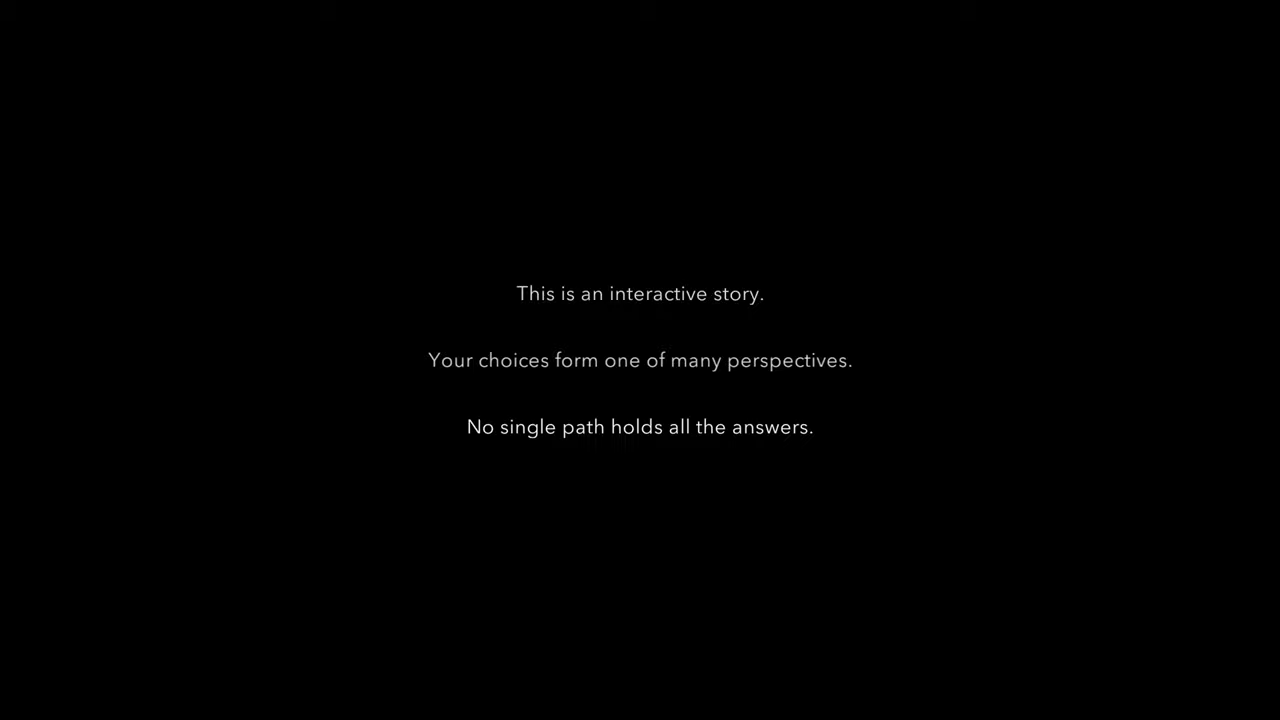 This is an interactive story.
Your choices form one of many perspectives.
No single path holds all the answers.